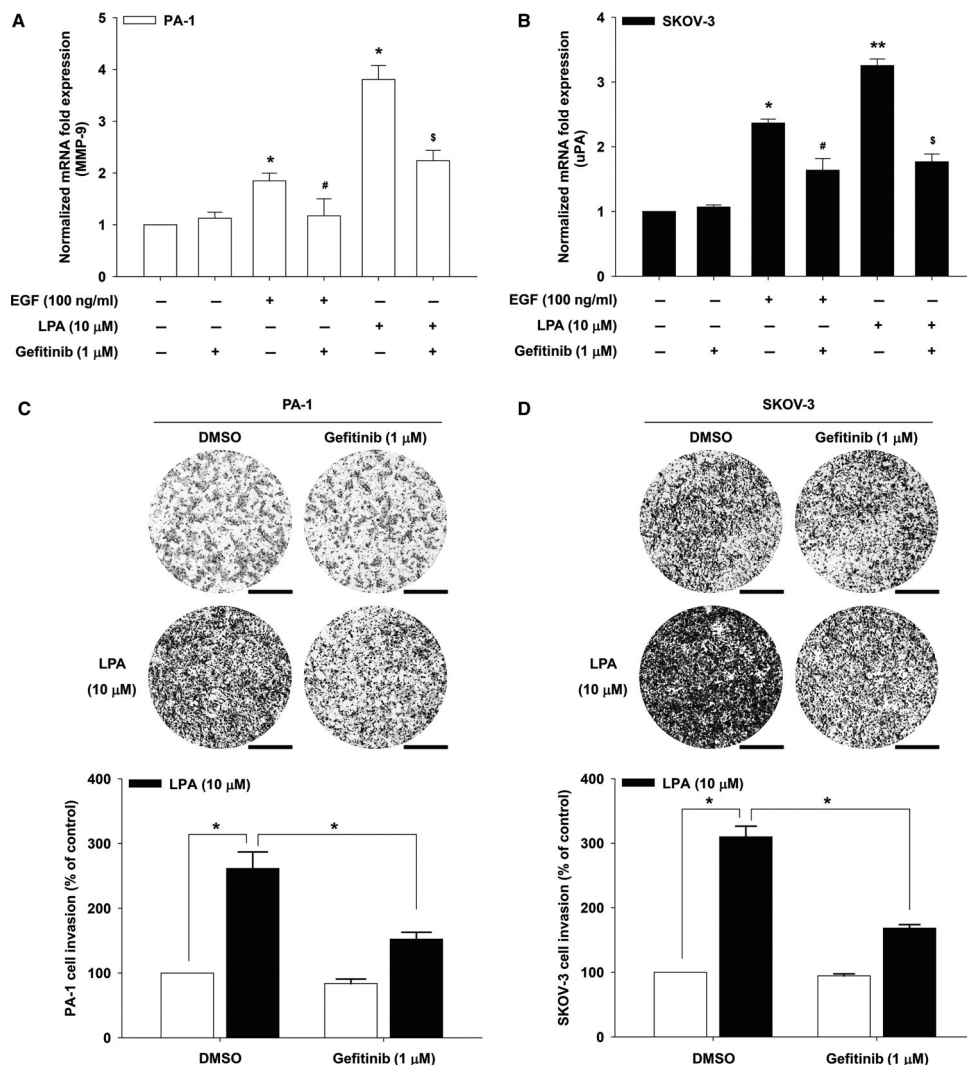 A
PA-1
Normalized mRNA fold expression
(MMP-9)
5
4
3
2
1
0
*
*
#
$
EGF (100 ng/ml) – – + + – –
LPA (10 μM) – – – – + +
Gefitinib (1 μM) – + – + – +
B
SKOV-3
Normalized mRNA fold expression
(uPA)
4
3
2
1
0
*
#
**
$
EGF (100 ng/ml) – – + + – –
LPA (10 μM) – – – – + +
Gefitinib (1 μM) – + – + – +
C
PA-1
DMSO Gefitinib (1 μM)
LPA
(10 μM)
LPA (10 μM)
PA-1 cell invasion (% of control)
400
300
200
100
0
* *
DMSO Gefitinib (1 μM)
D
SKOV-3
DMSO Gefitinib (1 μM)
LPA
(10 μM)
LPA (10 μM)
SKOV-3 cell invasion (% of control)
400
300
200
100
0
* *
DMSO Gefitinib (1 μM)